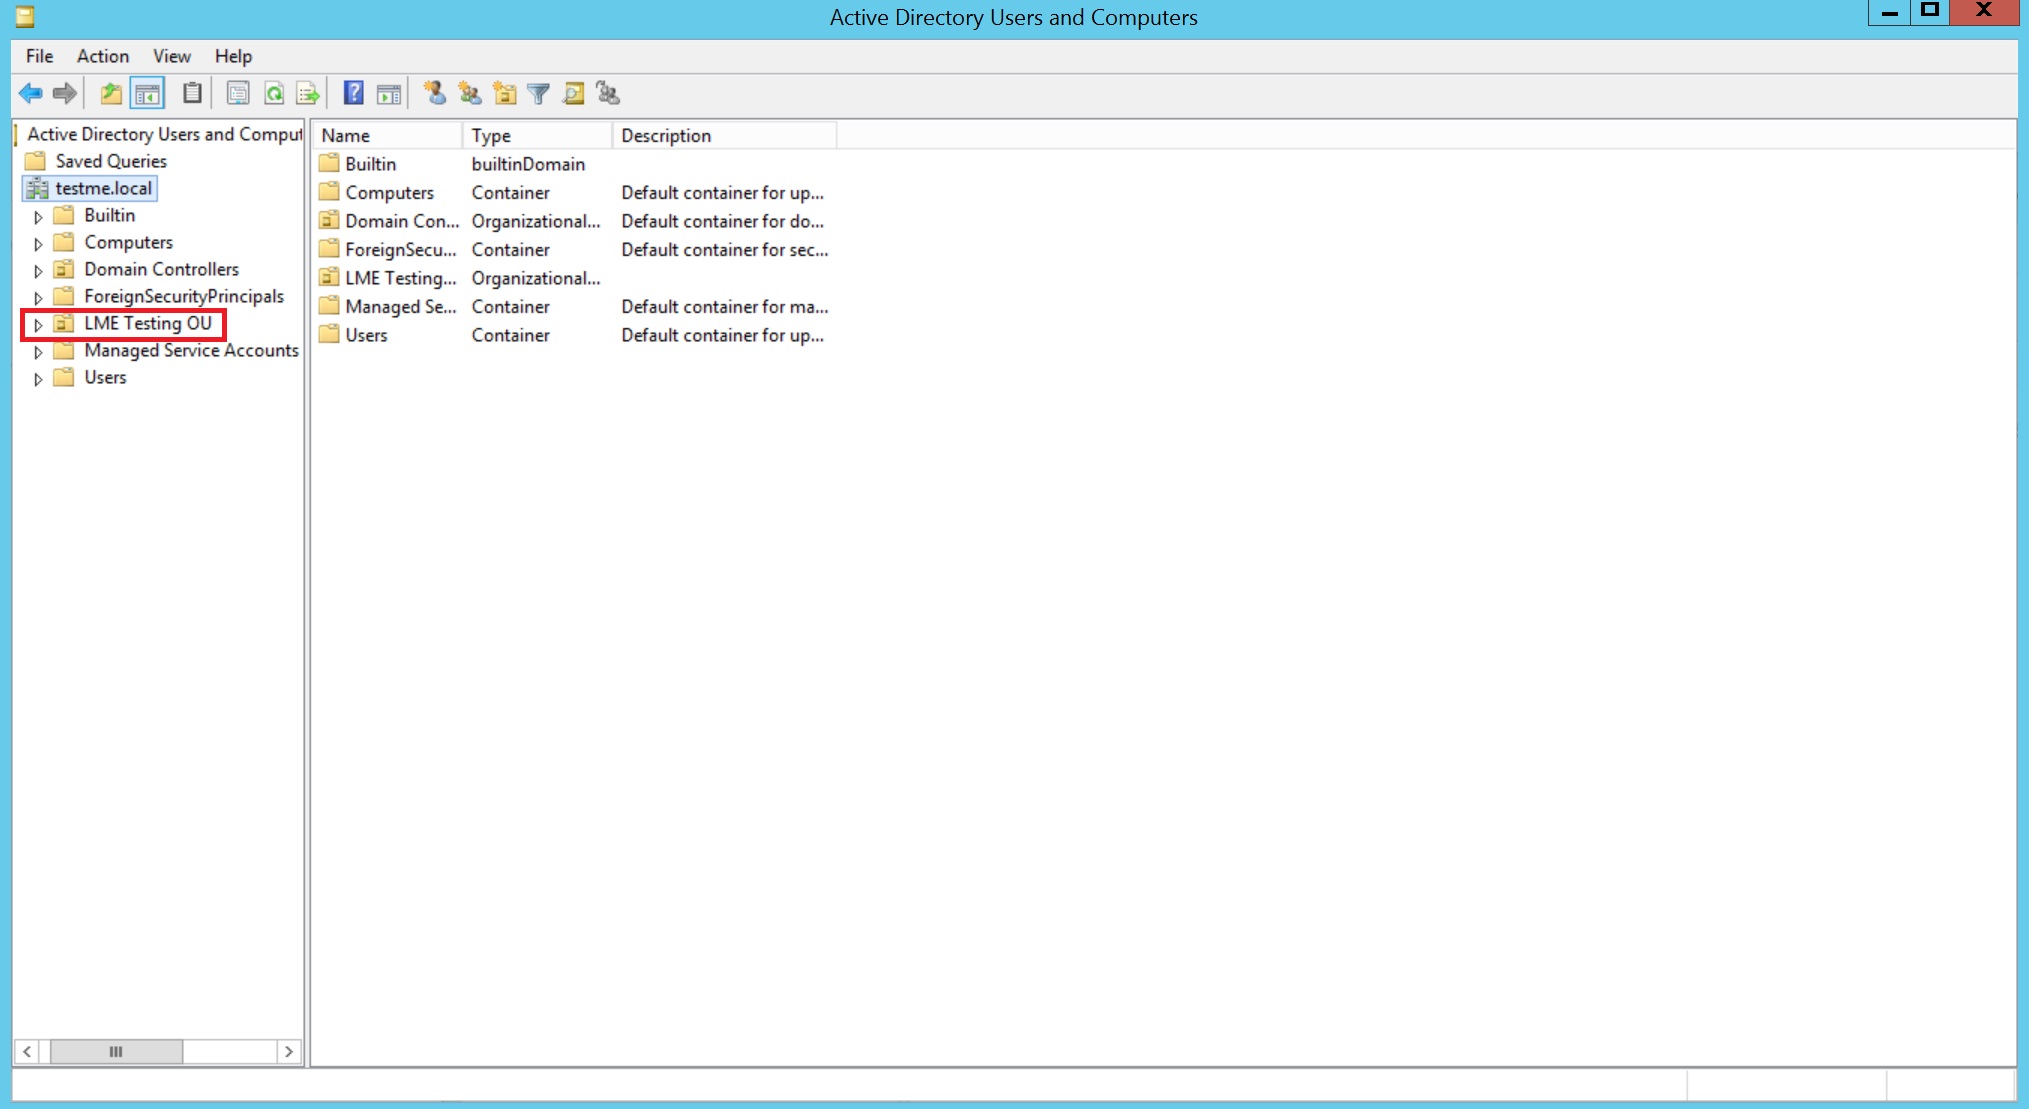 Active Directory Users and Computers
File Action View Help
Active Directory Users and Comput
Saved Queries
testme.local
Builtin
Computers
Domain Controllers
ForeignSecurityPrincipals
LME Testing OU
Managed Service Accounts
Users
Name Type Description
Builtin builtinDomain
Computers Container Default container for up...
Domain Con... Organizational... Default container for do...
ForeignSecu... Container Default container for sec...
LME Testing... Organizational...
Managed Se... Container Default container for ma...
Users Container Default container for up...